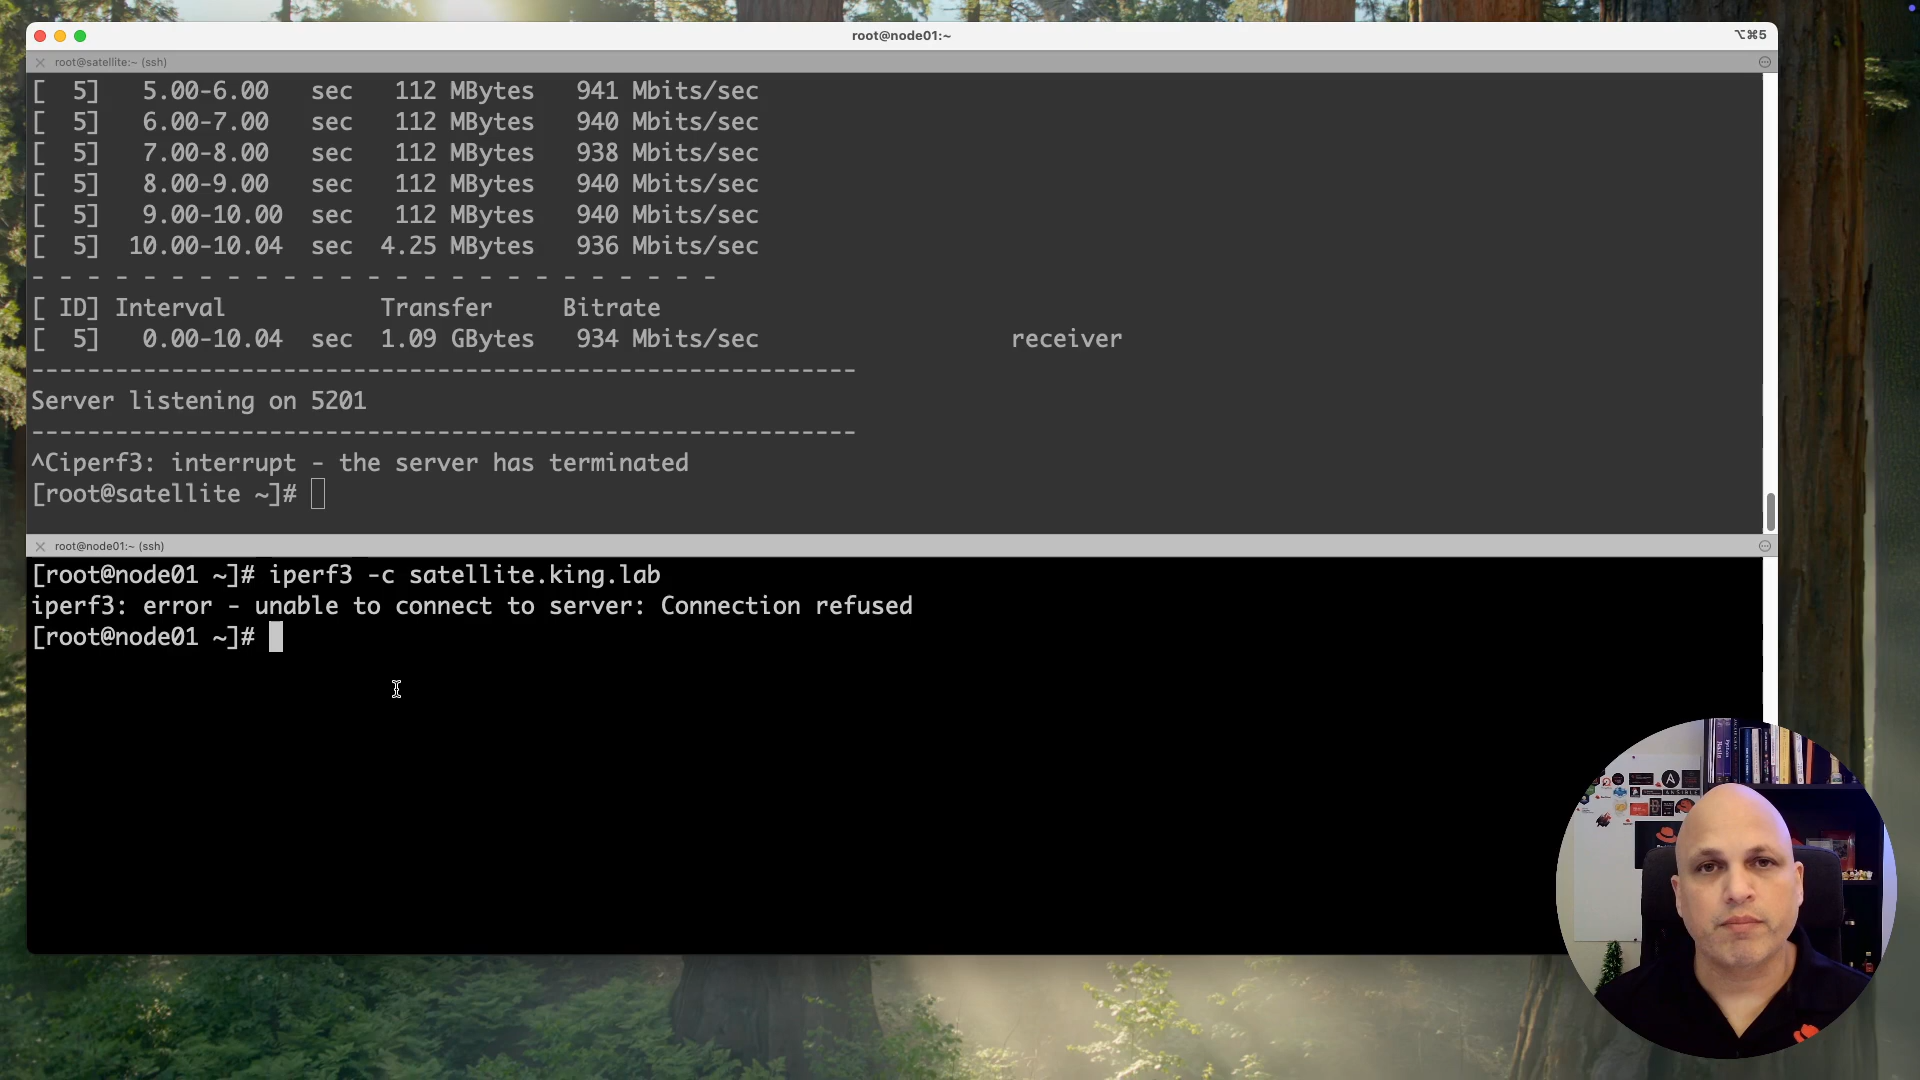 root@node01:~
⌥⌘5
root@satellite:~ (ssh)
[  5]   5.00-6.00   sec   112 MBytes   941 Mbits/sec
[  5]   6.00-7.00   sec   112 MBytes   940 Mbits/sec
[  5]   7.00-8.00   sec   112 MBytes   938 Mbits/sec
[  5]   8.00-9.00   sec   112 MBytes   940 Mbits/sec
[  5]   9.00-10.00  sec   112 MBytes   940 Mbits/sec
[  5]  10.00-10.04  sec  4.25 MBytes   936 Mbits/sec
- - - - - - - - - - - - - - - - - - - - - - - - -
[ ID] Interval           Transfer     Bitrate
[  5]   0.00-10.04  sec  1.09 GBytes   934 Mbits/sec                  receiver
-----------------------------------------------------------
Server listening on 5201
-----------------------------------------------------------
^Ciperf3: interrupt - the server has terminated
[root@satellite ~]#
root@node01:~ (ssh)
[root@node01 ~]# iperf3 -c satellite.king.lab
iperf3: error - unable to connect to server: Connection refused
[root@node01 ~]#
ANSIBLE